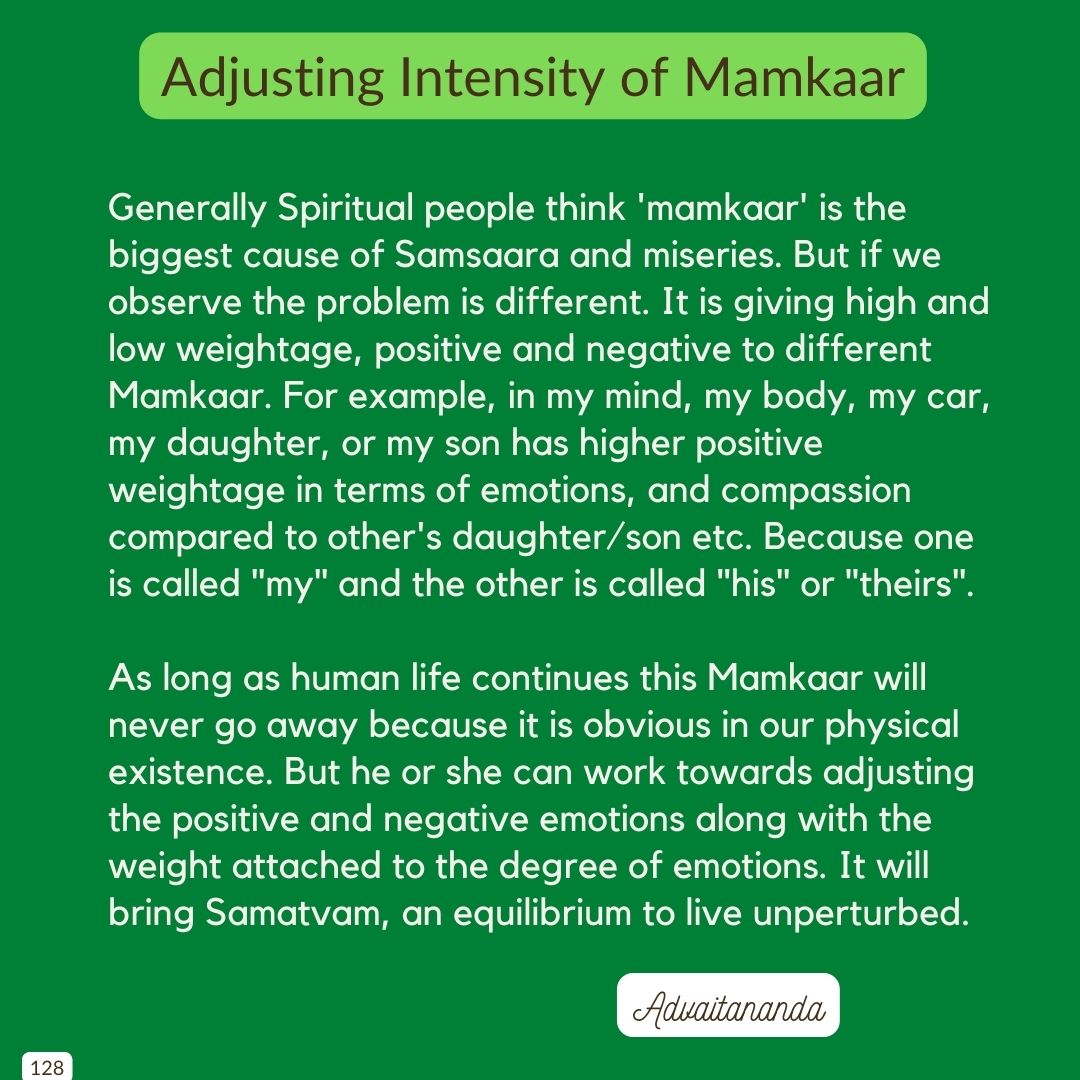 Adjusting Intensity of Mamkaar
Generally Spiritual people think 'mamkaar' is the
biggest cause of Samsaara and miseries. But if we
observe the problem is different. It is giving high and
low weightage, positive and negative to different
Mamkaar. For example, in my mind, my body, my car,
my daughter, or my son has higher positive
weightage in terms of emotions, and compassion
compared to other's daughter/son etc. Because one
is called "my" and the other is called "his" or "theirs".
As long as human life continues this Mamkaar will
never go away because it is obvious in our physical
existence. But he or she can work towards adjusting
the positive and negative emotions along with the
weight attached to the degree of emotions. It will
bring Samatvam, an equilibrium to live unperturbed.
Advaitananda
128